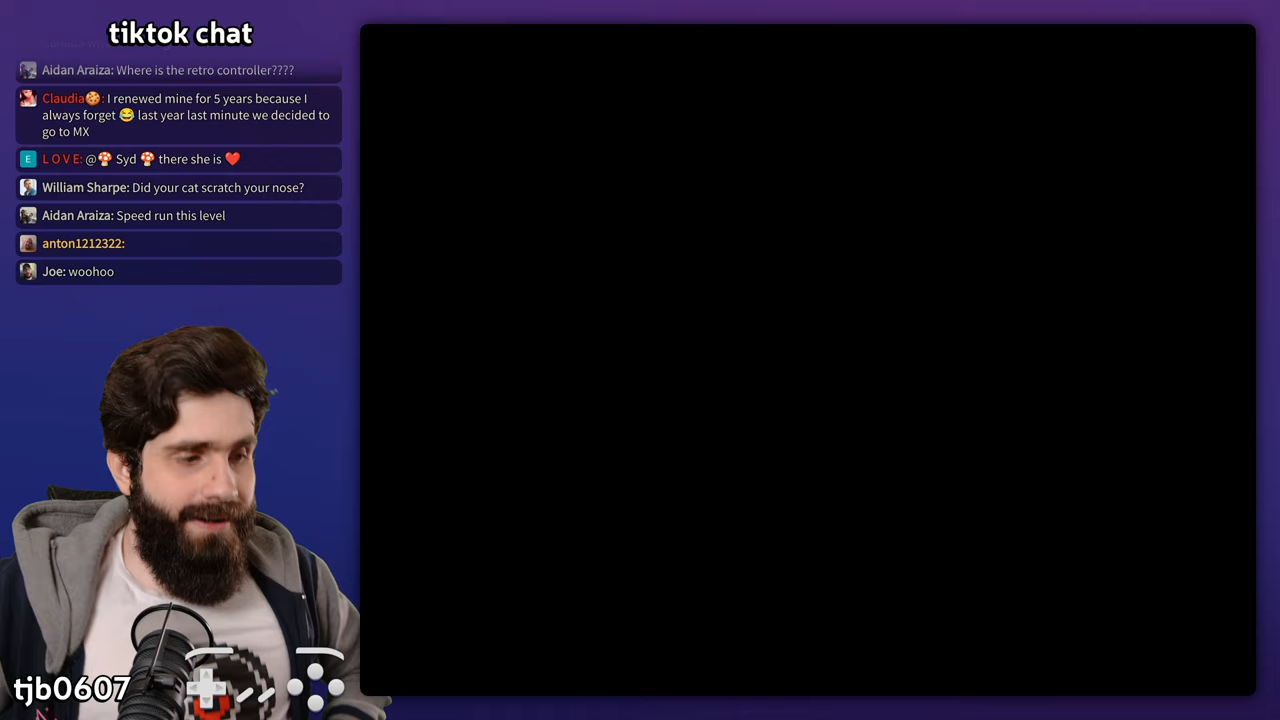 tiktok chat
Aidan Araiza: Where is the retro controller????
Claudia🍪: I renewed mine for 5 years because I
always forget 😂 last year last minute we decided to
go to MX
E
L O V E: @🍄 Syd 🍄 there she is ❤️
William Sharpe: Did your cat scratch your nose?
Aidan Araiza: Speed run this level
anton1212322:
Joe: woohoo
tjb0607